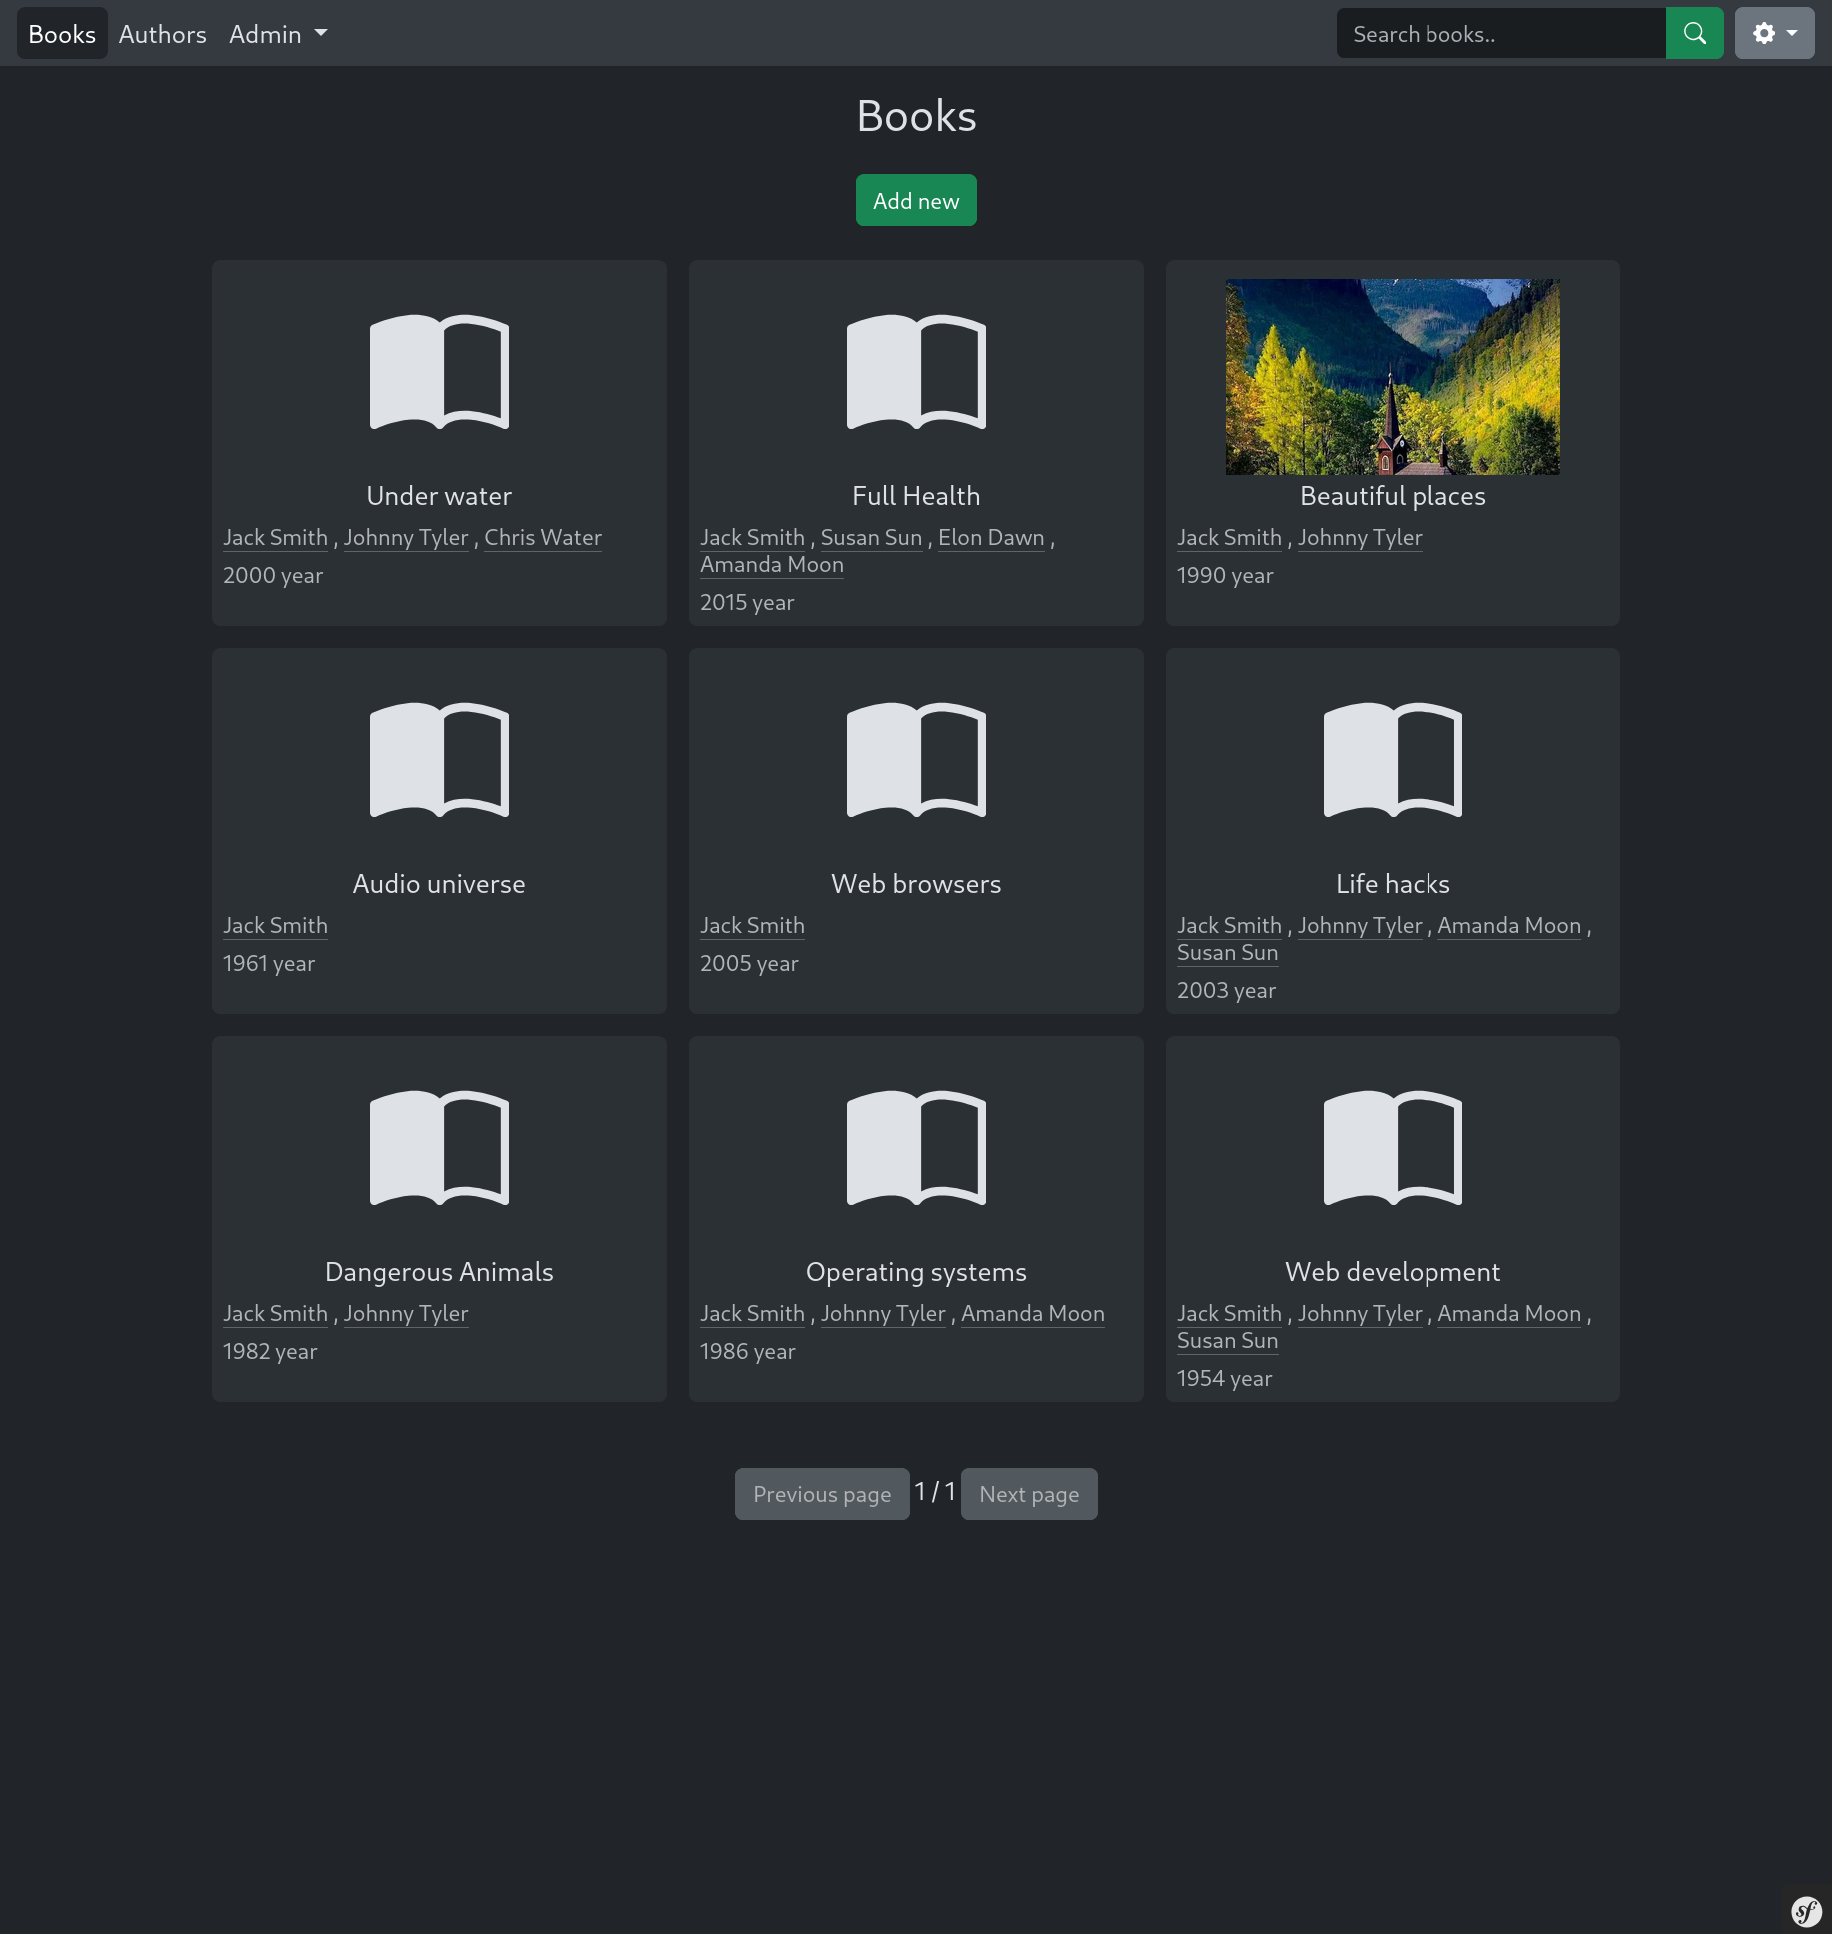 Books Authors Admin Search books..
Books
Add new
Under water
Jack Smith , Johnny Tyler , Chris Water
2000 year
Full Health
Jack Smith , Susan Sun , Elon Dawn ,
Amanda Moon
2015 year
Beautiful places
Jack Smith , Johnny Tyler
1990 year
Audio universe
Jack Smith
1961 year
Web browsers
Jack Smith
2005 year
Life hacks
Jack Smith , Johnny Tyler , Amanda Moon ,
Susan Sun
2003 year
Dangerous Animals
Jack Smith , Johnny Tyler
1982 year
Operating systems
Jack Smith , Johnny Tyler , Amanda Moon
1986 year
Web development
Jack Smith , Johnny Tyler , Amanda Moon ,
Susan Sun
1954 year
Previous page 1 / 1 Next page
sf